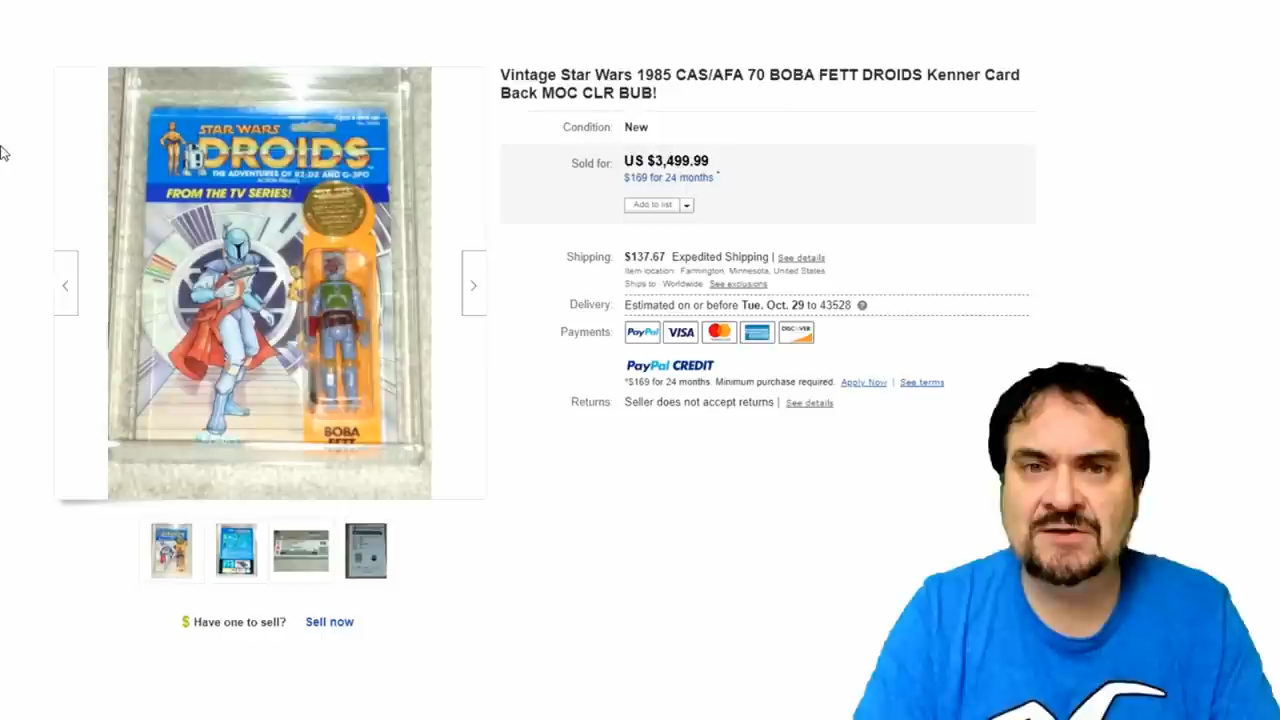 Vintage Star Wars 1985 CAS/AFA 70 BOBA FETT DROIDS Kenner Card
Back MOC CLR BUB!
Condition: New
Sold for: US $3,499.99
$169 for 24 months *
Add to list
Shipping: $137.67 Expedited Shipping | See details
Item location: Farmington, Minnesota, United States
Ships to: Worldwide See exclusions
Delivery: Estimated on or before Tue. Oct. 29 to 43528
Payments: PayPal VISA MasterCard DISCOVER
PayPal CREDIT
*$169 for 24 months. Minimum purchase required. Apply Now | See terms
Returns: Seller does not accept returns | See details
STAR WARS
DROIDS
THE ADVENTURES OF R2-D2 AND C-3PO
ACTION FIGURES
FROM THE TV SERIES!
BOBA
FETT
$ Have one to sell? Sell now